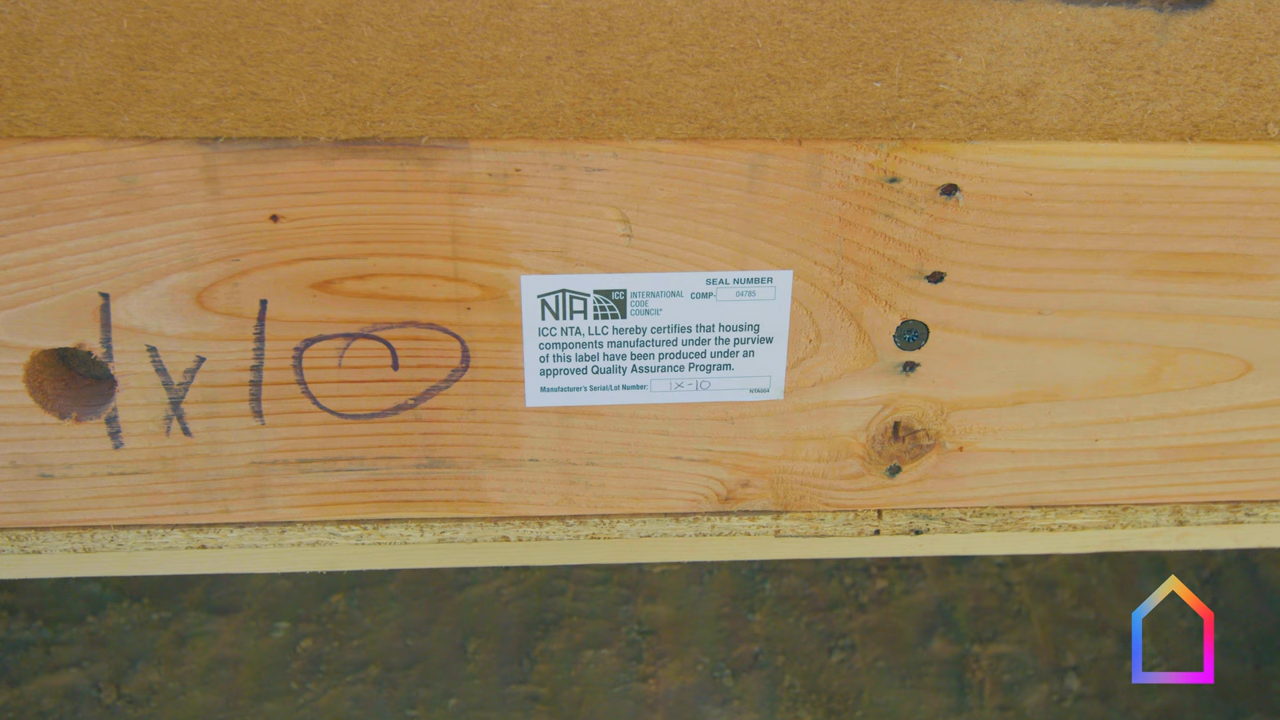 1x10
SEAL NUMBER
NTA ICC INTERNATIONAL CODE COUNCIL® COMP- 04785
ICC NTA, LLC hereby certifies that housing
components manufactured under the purview
of this label have been produced under an
approved Quality Assurance Program.
Manufacturer's Serial/Lot Number: 1X-10
NTA004